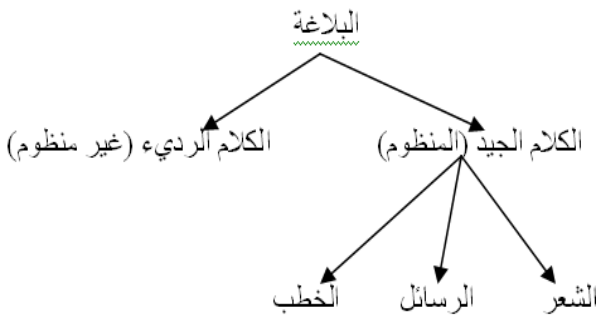 البلاغة
الكلام الجيد (المنظوم) الكلام الرديء (غير منظوم)
الشعر الرسائل الخطب